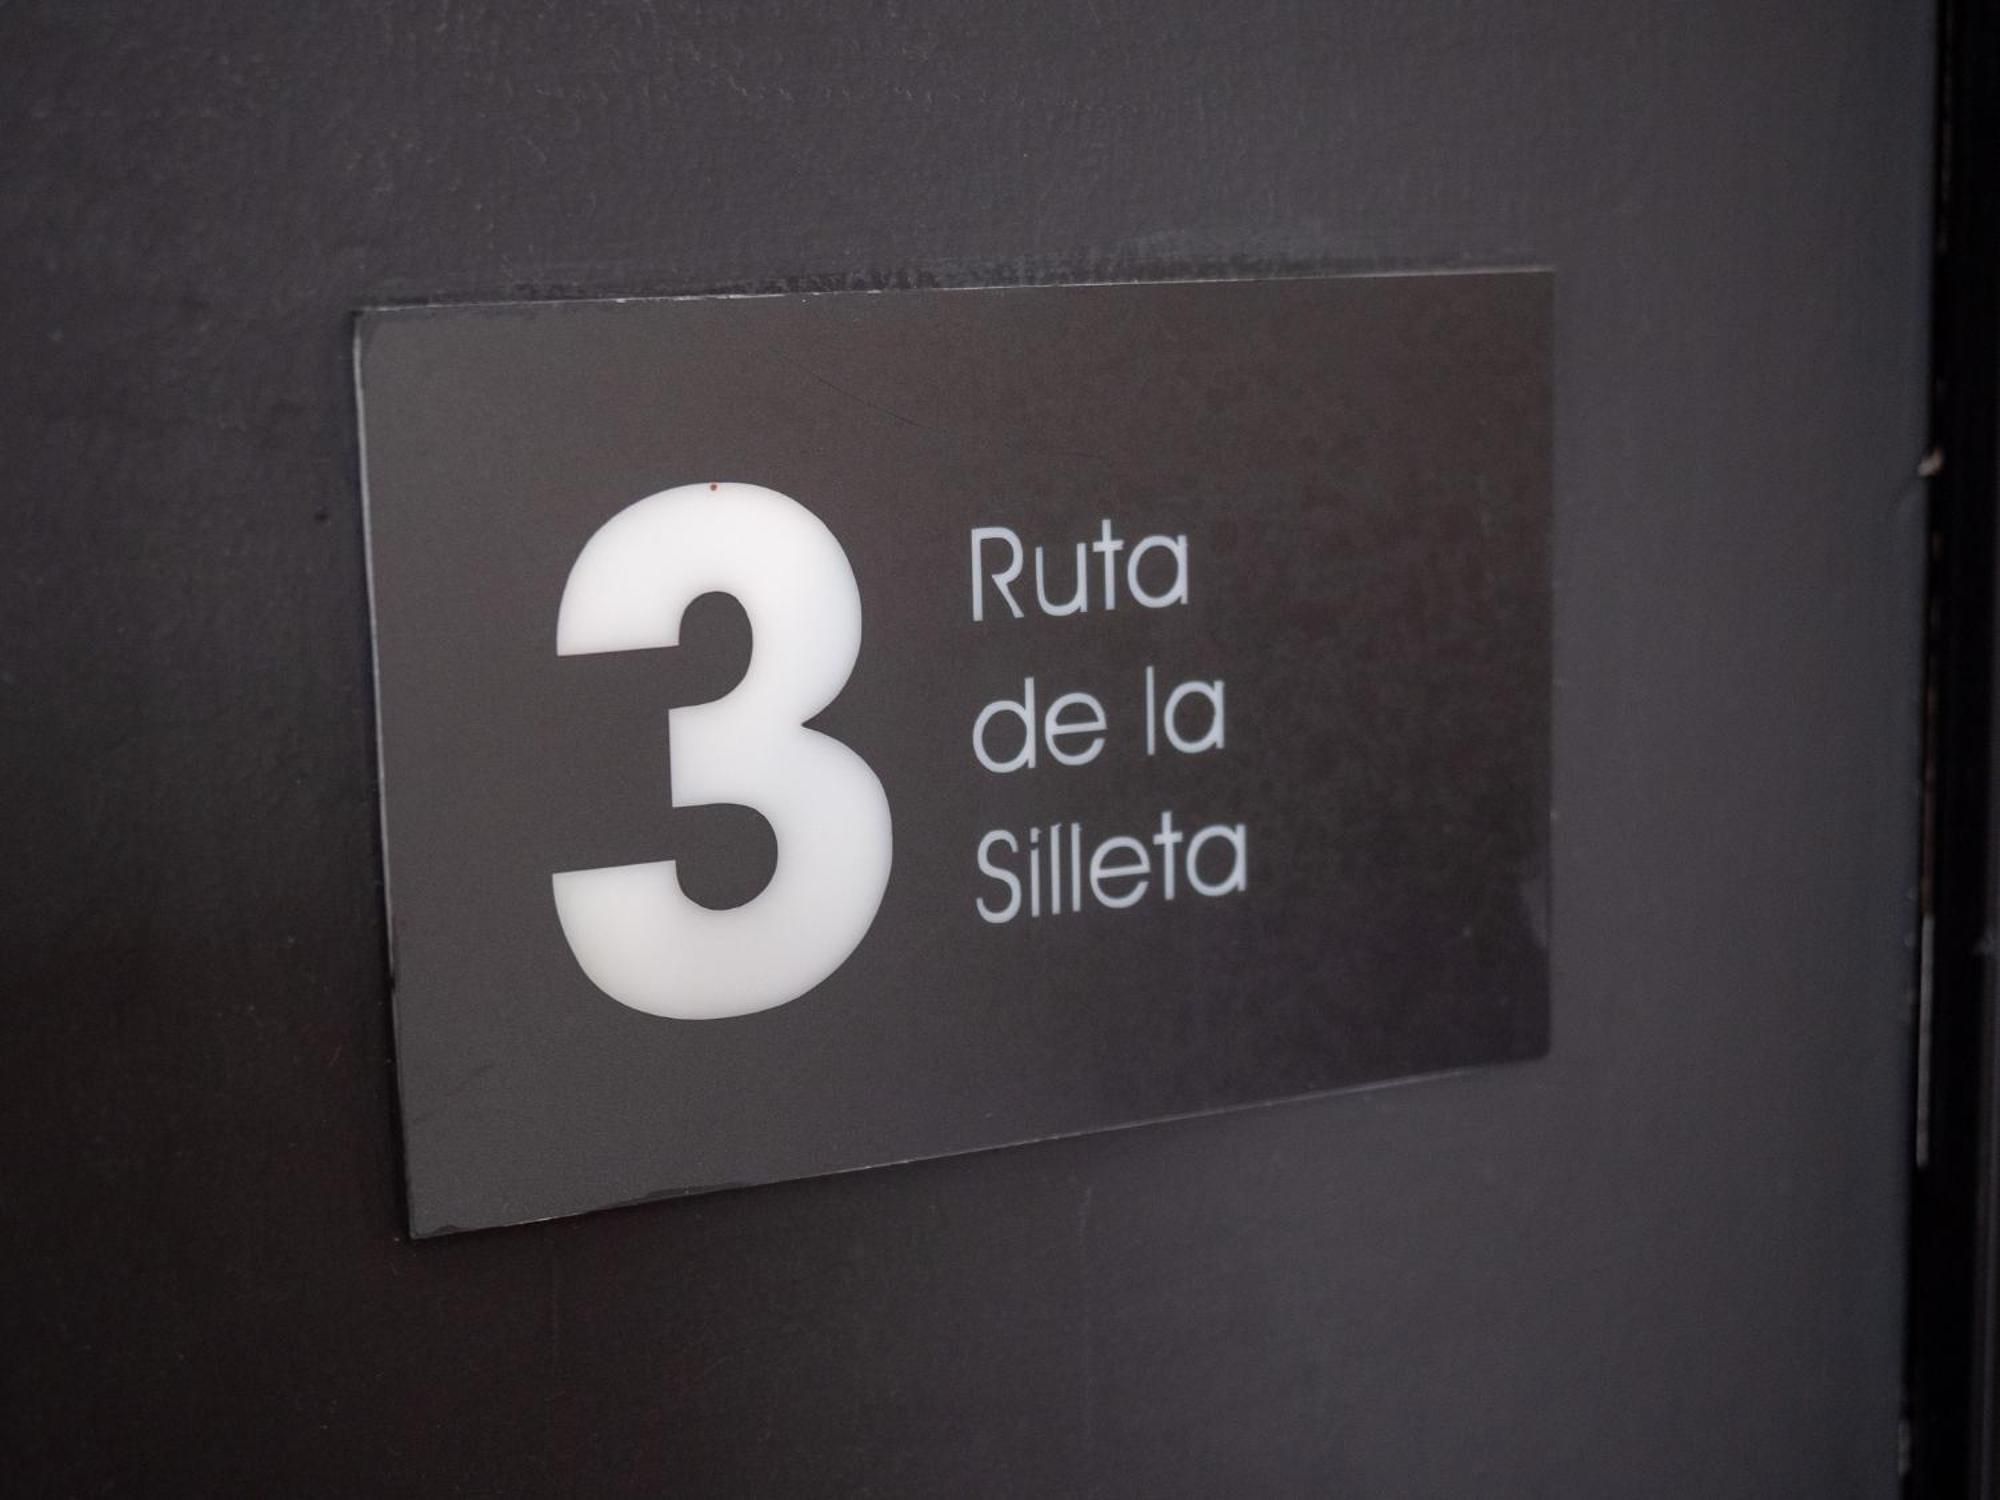 3
Ruta
de la
Silleta